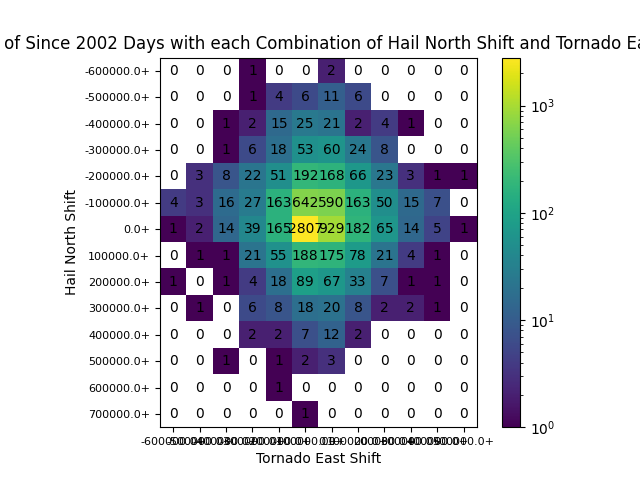 of Since 2002 Days with each Combination of Hail North Shift and Tornado Ea
-600000.0+ 0 0 0 1 0 0 2 0 0 0 0 0
-500000.0+ 0 0 0 1 4 6 11 6 0 0 0 0
-400000.0+ 0 0 1 2 15 25 21 2 4 1 0 0
-300000.0+ 0 0 1 6 18 53 60 24 8 0 0 0
-200000.0+ 0 3 8 22 51 192 168 66 23 3 1 1
-100000.0+ 4 3 16 27 163 642 590 163 50 15 7 0
0.0+ 1 2 14 39 165 2807 929 182 65 14 5 1
100000.0+ 0 1 1 21 55 188 175 78 21 4 1 0
200000.0+ 1 0 1 4 18 89 67 33 7 1 1 0
300000.0+ 0 1 0 6 8 18 20 8 2 2 1 0
400000.0+ 0 0 0 2 2 7 12 2 0 0 0 0
500000.0+ 0 0 1 0 1 2 3 0 0 0 0 0
600000.0+ 0 0 0 0 1 0 0 0 0 0 0 0
700000.0+ 0 0 0 0 0 1 0 0 0 0 0 0
Hail North Shift
Tornado East Shift
10³
10²
10¹
10⁰